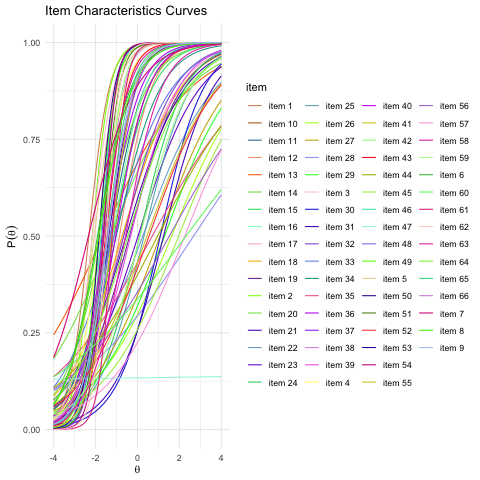 Item Characteristics Curves
item
1.00
0.75
0.50
0.25
0.00
P(θ)
-4 -2 0 2 4
θ
item 1 item 25 item 40 item 56
item 10 item 26 item 41 item 57
item 11 item 27 item 42 item 58
item 12 item 28 item 43 item 59
item 13 item 29 item 44 item 6
item 14 item 3 item 45 item 60
item 15 item 30 item 46 item 61
item 16 item 31 item 47 item 62
item 17 item 32 item 48 item 63
item 18 item 33 item 49 item 64
item 19 item 34 item 5 item 65
item 2 item 35 item 50 item 66
item 20 item 36 item 51 item 7
item 21 item 37 item 52 item 8
item 22 item 38 item 53 item 9
item 23 item 39 item 54
item 24 item 4 item 55